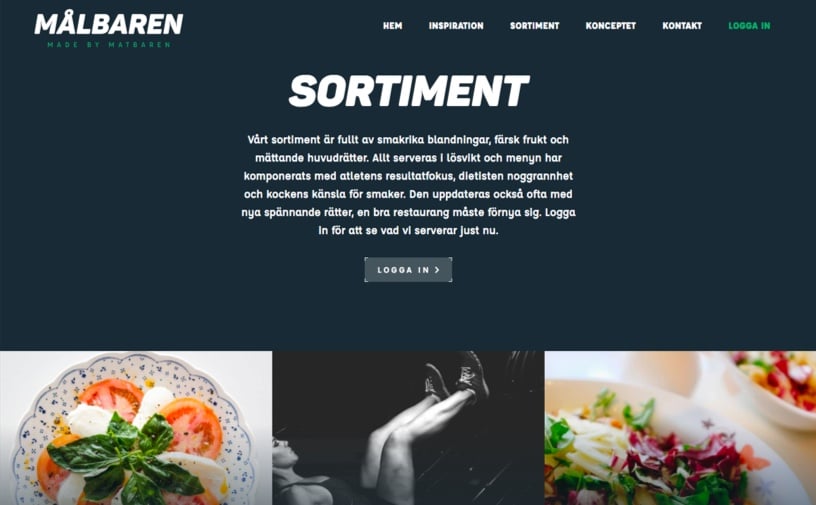 MÅLBAREN
MADE BY MATBAREN
HEM INSPIRATION SORTIMENT KONCEPTET KONTAKT LOGGA IN
SORTIMENT
Vårt sortiment är fullt av smakrika blandningar, färsk frukt och
mättande huvudrätter. Allt serveras i lösvikt och menyn har
komponerats med atletens resultatfokus, dietisten noggrannhet
och kockens känsla för smaker. Den uppdateras också ofta med
nya spännande rätter, en bra restaurang måste förnya sig. Logga
in för att se vad vi serverar just nu.
LOGGA IN >